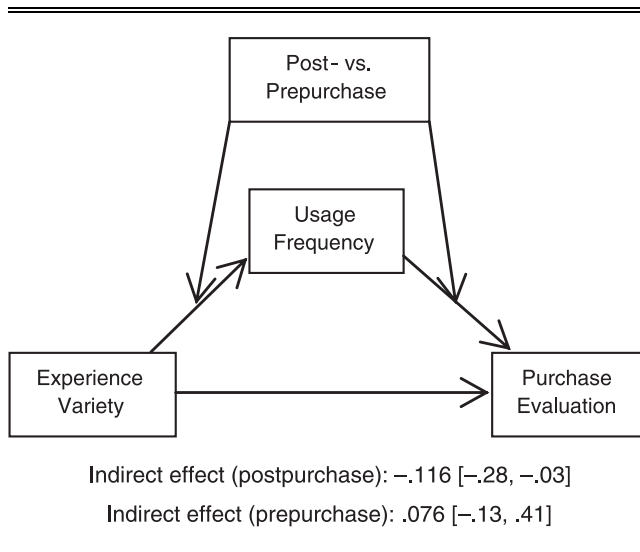 Post- vs.
Prepurchase
Usage
Frequency
Experience
Variety
Purchase
Evaluation
Indirect effect (postpurchase): –.116 [–.28, –.03]
Indirect effect (prepurchase): .076 [–.13, .41]